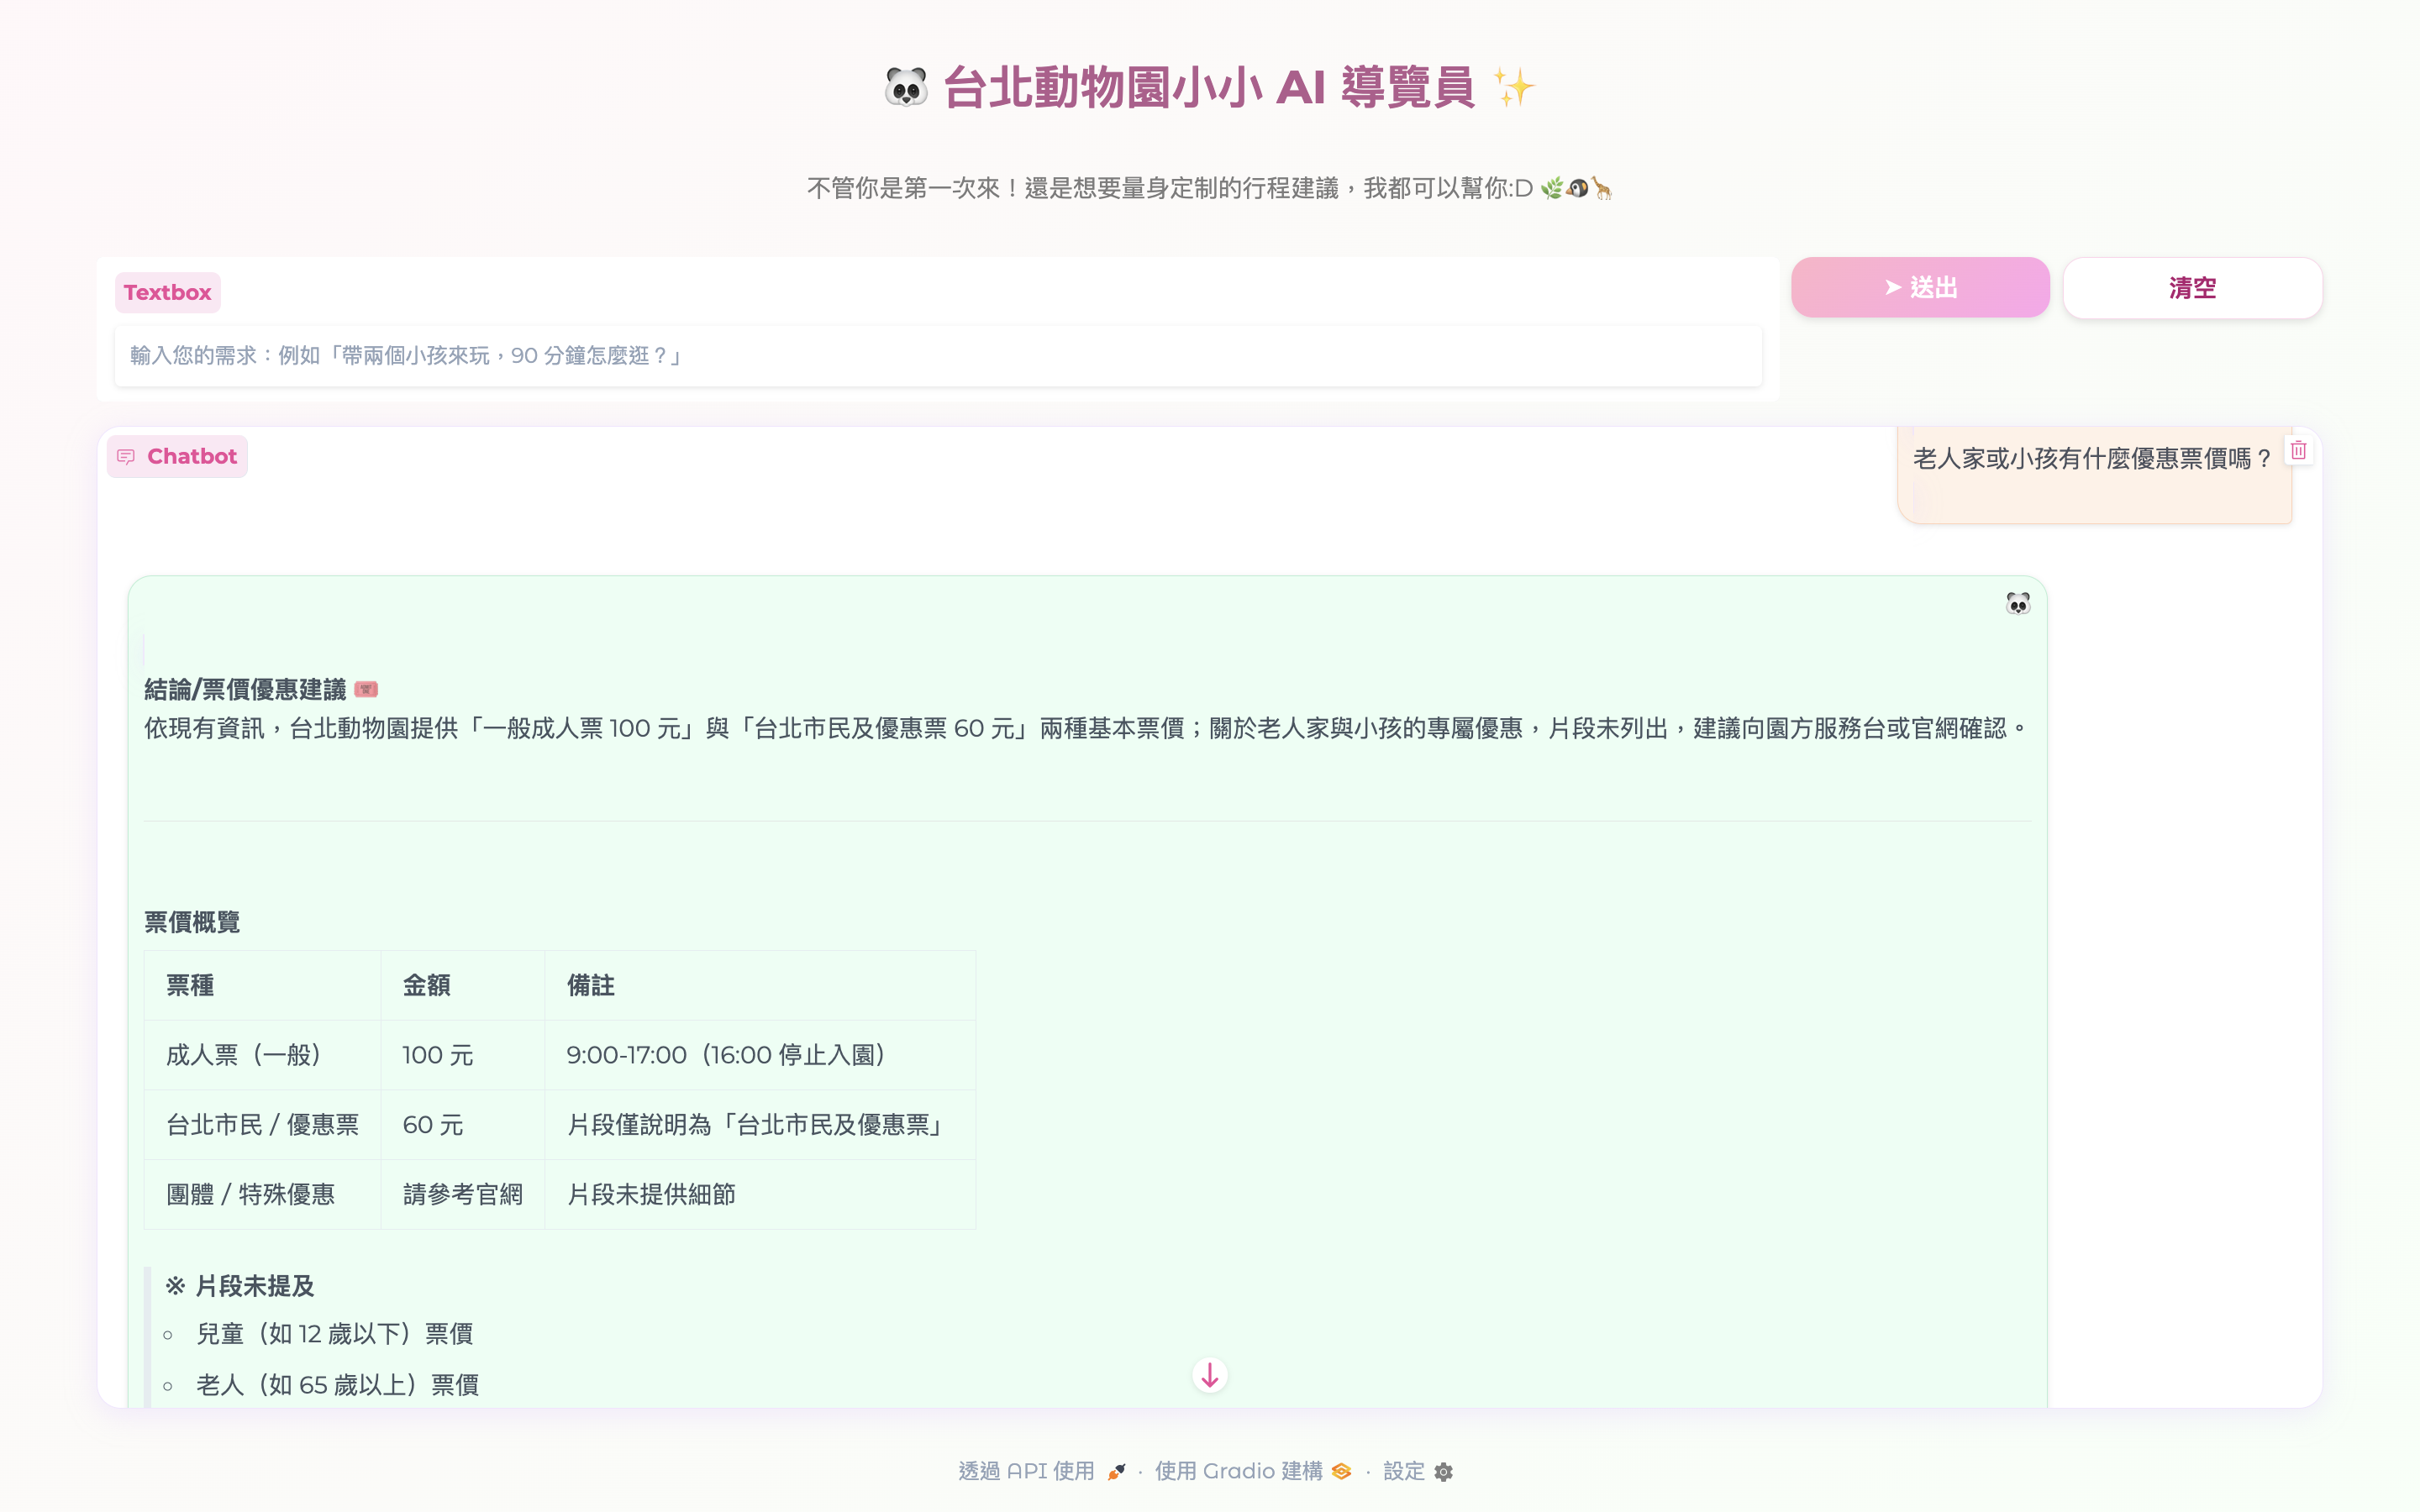 🐼 台北動物園小小 AI 導覽員 ✨
不管你是第一次來！還是想要量身定制的行程建議，我都可以幫你:D 🌿🐧🦒
Textbox
輸入您的需求：例如「帶兩個小孩來玩，90 分鐘怎麼逛？」
➤ 送出
清空
Chatbot
老人家或小孩有什麼優惠票價嗎？
🐼
結論/票價優惠建議 🎟️
依現有資訊，台北動物園提供「一般成人票 100 元」與「台北市民及優惠票 60 元」兩種基本票價；關於老人家與小孩的專屬優惠，片段未列出，建議向園方服務台或官網確認。
票價概覽
票種 金額 備註
成人票（一般） 100 元 9:00-17:00（16:00 停止入園）
台北市民 / 優惠票 60 元 片段僅說明為「台北市民及優惠票」
團體 / 特殊優惠 請參考官網 片段未提供細節
※ 片段未提及
○ 兒童（如 12 歲以下）票價
○ 老人（如 65 歲以上）票價
透過 API 使用 · 使用 Gradio 建構 · 設定